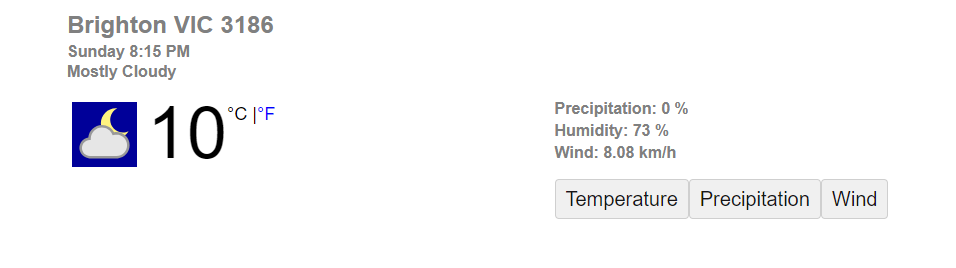 Brighton VIC 3186
Sunday 8:15 PM
Mostly Cloudy
10 °C |°F
Precipitation: 0 %
Humidity: 73 %
Wind: 8.08 km/h
Temperature Precipitation Wind